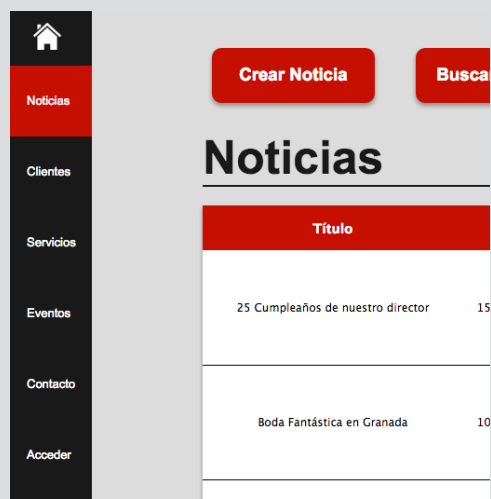 Crear Noticia
Busca
Noticias
Noticias
Clientes
Título
Servicios
25 Cumpleaños de nuestro director
15
Eventos
Contacto
Boda Fantástica en Granada
10
Acceder